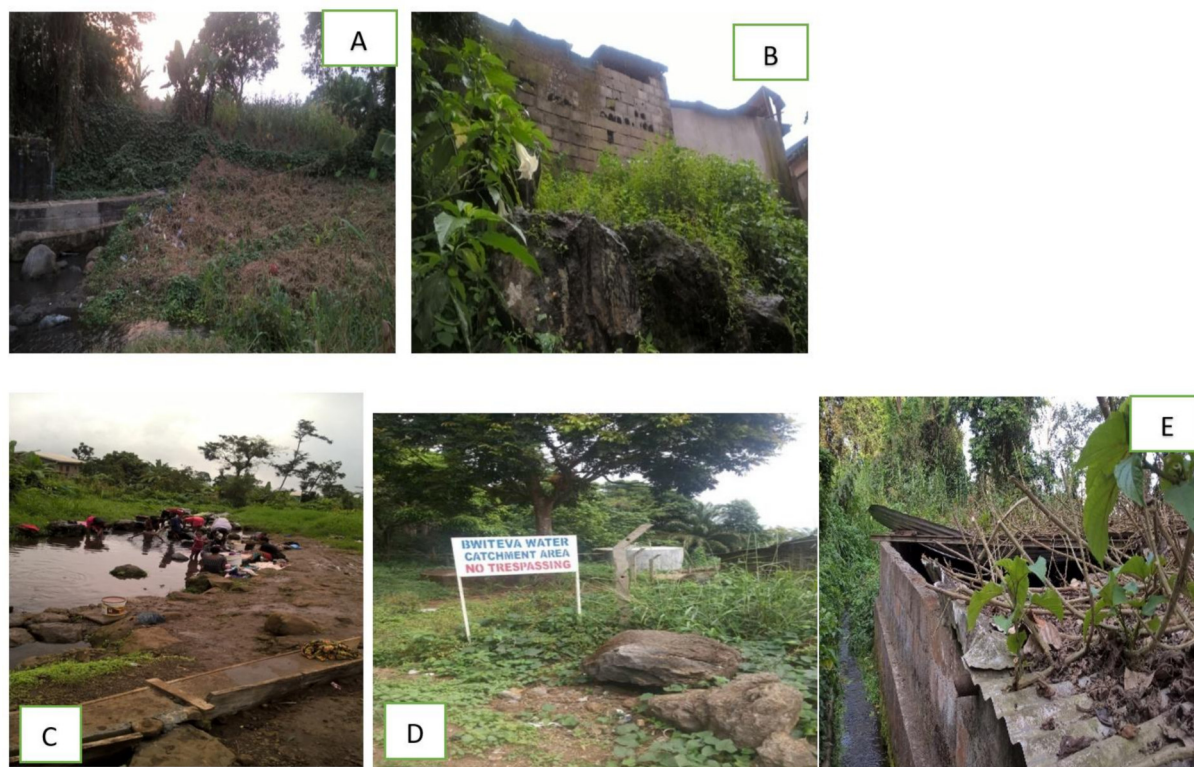 A
B
C
D
BWITEVA WATER
CATCHMENT AREA
NO TRESPASSING
E